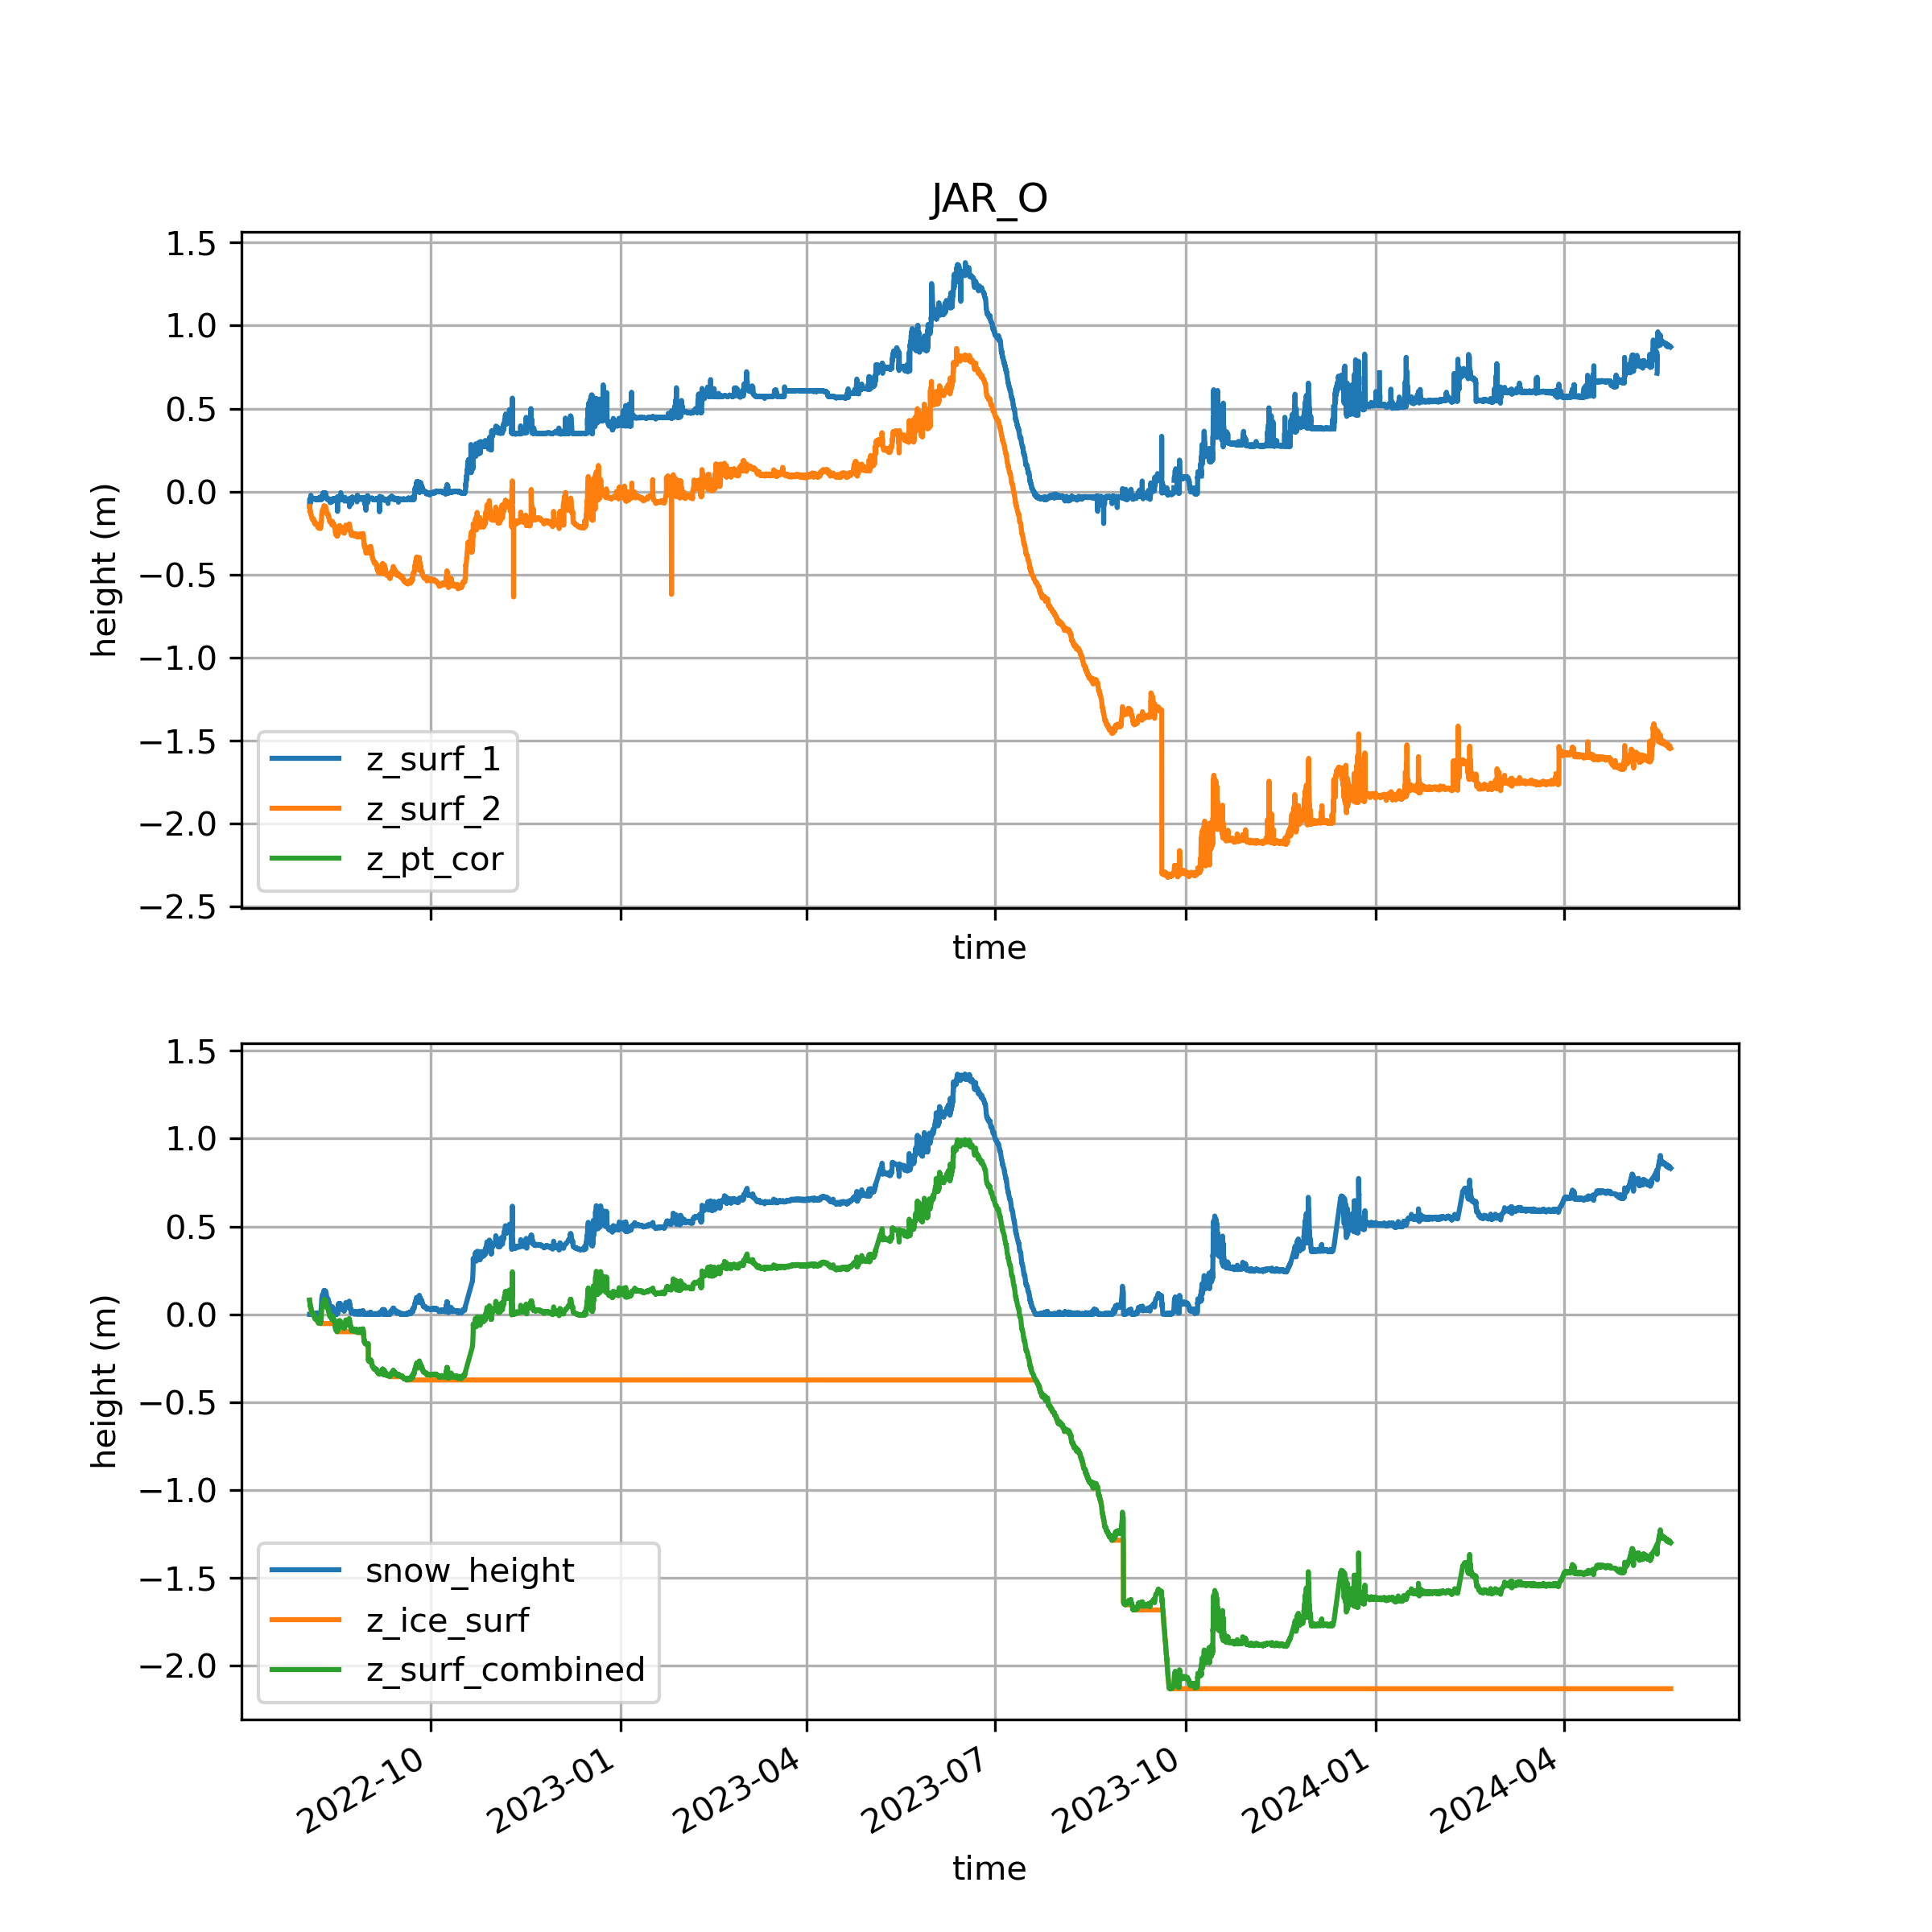 JAR_O
1.5
1.0
0.5
0.0
−0.5
−1.0
−1.5
−2.0
−2.5
height (m)
z_surf_1
z_surf_2
z_pt_cor
time
1.5
1.0
0.5
0.0
−0.5
−1.0
−1.5
−2.0
height (m)
snow_height
z_ice_surf
z_surf_combined
2022-10
2023-01
2023-04
2023-07
2023-10
2024-01
2024-04
time